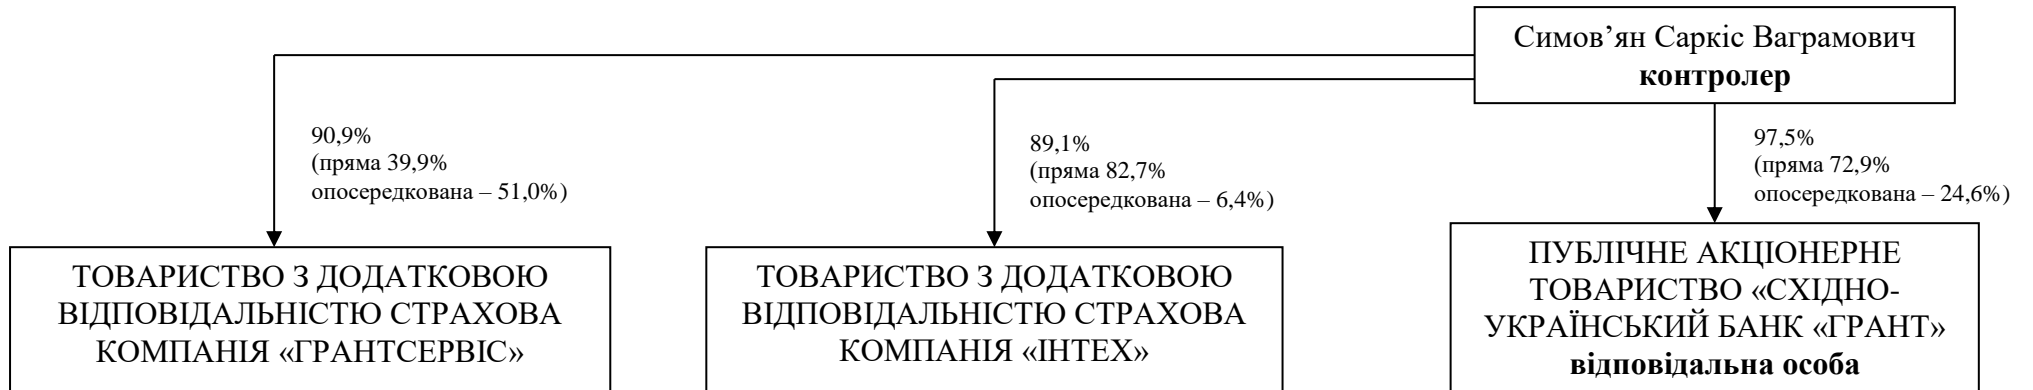 Симов’ян Саркіс Ваграмович
контролер
90,9%
(пряма 39,9%
опосередкована – 51,0%)
89,1%
(пряма 82,7%
опосередкована – 6,4%)
97,5%
(пряма 72,9%
опосередкована – 24,6%)
ТОВАРИСТВО З ДОДАТКОВОЮ
ВІДПОВІДАЛЬНІСТЮ СТРАХОВА
КОМПАНІЯ «ГРАНТСЕРВІС»
ТОВАРИСТВО З ДОДАТКОВОЮ
ВІДПОВІДАЛЬНІСТЮ СТРАХОВА
КОМПАНІЯ «ІНТЕХ»
ПУБЛІЧНЕ АКЦІОНЕРНЕ
ТОВАРИСТВО «СХІДНО-
УКРАЇНСЬКИЙ БАНК «ГРАНТ»
відповідальна особа